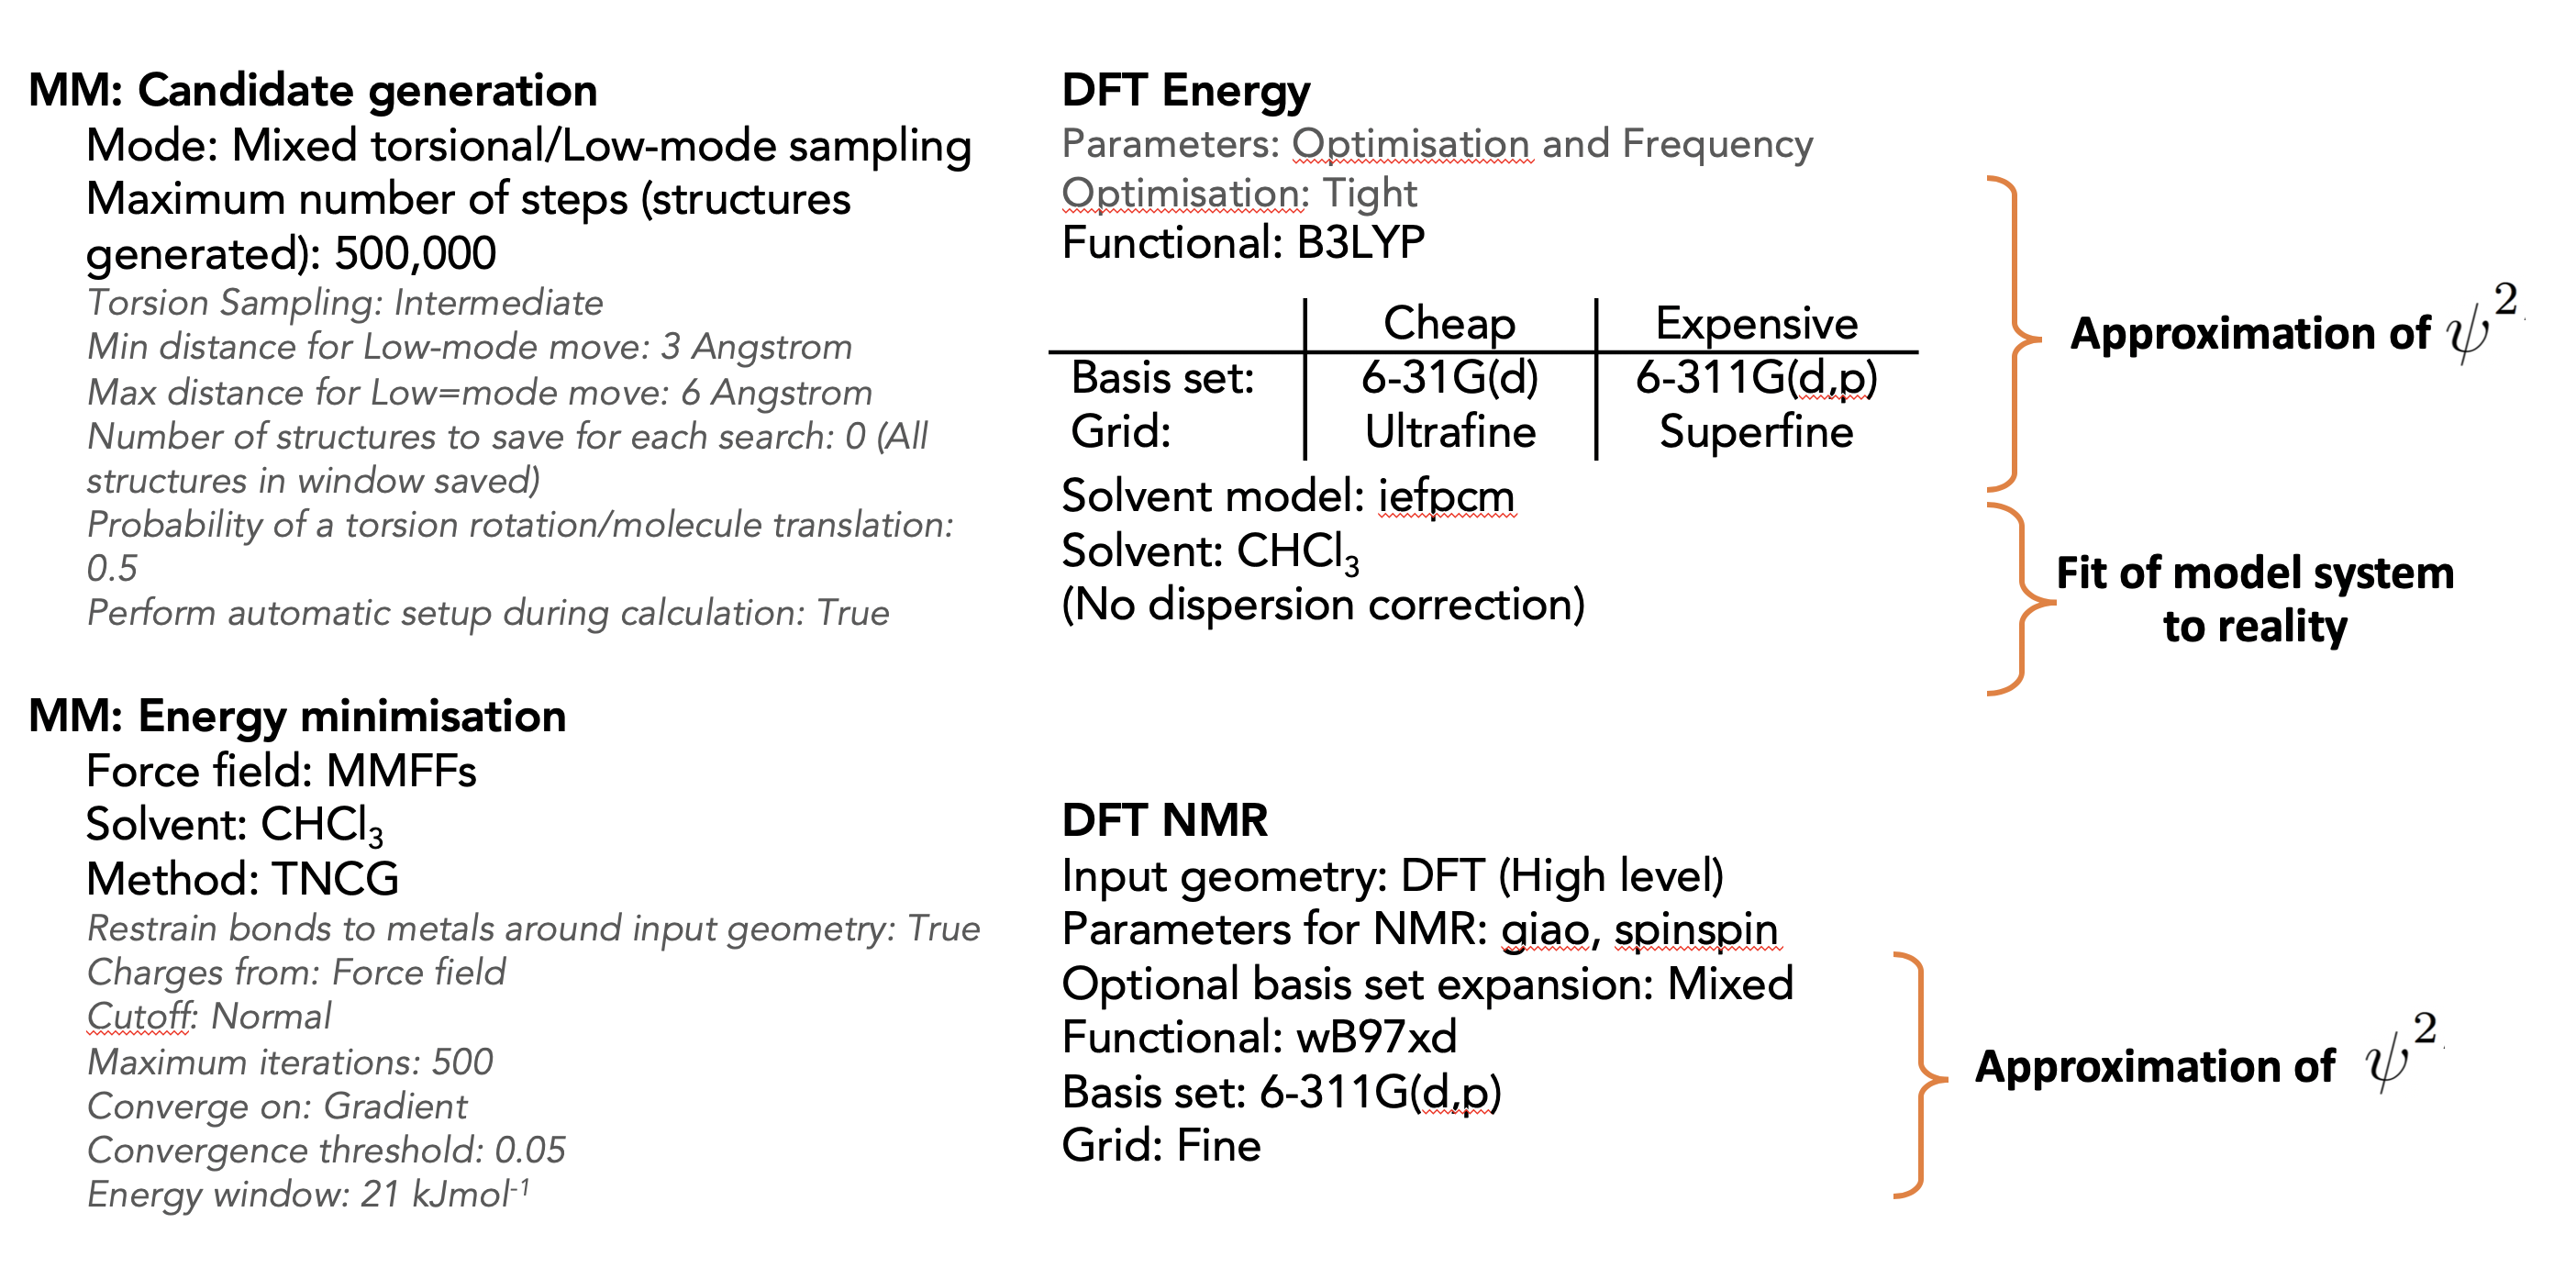 MM: Candidate generation
Mode: Mixed torsional/Low-mode sampling
Maximum number of steps (structures
generated): 500,000
Torsion Sampling: Intermediate
Min distance for Low-mode move: 3 Angstrom
Max distance for Low=mode move: 6 Angstrom
Number of structures to save for each search: 0 (All
structures in window saved)
Probability of a torsion rotation/molecule translation:
0.5
Perform automatic setup during calculation: True
MM: Energy minimisation
Force field: MMFFs
Solvent: CHCl₃
Method: TNCG
Restrain bonds to metals around input geometry: True
Charges from: Force field
Cutoff: Normal
Maximum iterations: 500
Converge on: Gradient
Convergence threshold: 0.05
Energy window: 21 kJmol⁻¹
DFT Energy
Parameters: Optimisation and Frequency
Optimisation: Tight
Functional: B3LYP
Cheap Expensive
Basis set: 6-31G(d) 6-311G(d,p)
Grid: Ultrafine Superfine
Solvent model: iefpcm
Solvent: CHCl₃
(No dispersion correction)
Approximation of ψ²
Fit of model system
to reality
DFT NMR
Input geometry: DFT (High level)
Parameters for NMR: giao, spinspin
Optional basis set expansion: Mixed
Functional: wB97xd
Basis set: 6-311G(d,p)
Grid: Fine
Approximation of ψ²